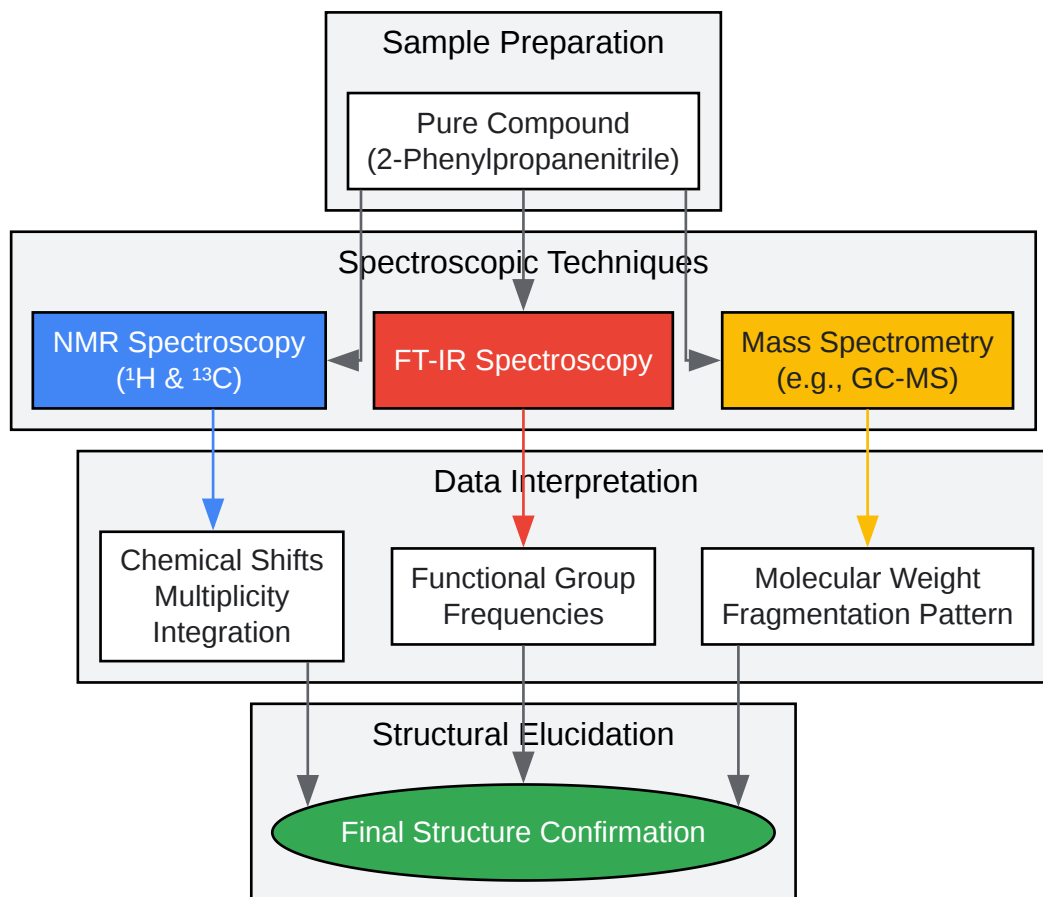 Sample Preparation
Pure Compound
(2-Phenylpropanenitrile)
Spectroscopic Techniques
NMR Spectroscopy
(¹H & ¹³C)
FT-IR Spectroscopy
Mass Spectrometry
(e.g., GC-MS)
Data Interpretation
Chemical Shifts
Multiplicity
Integration
Functional Group
Frequencies
Molecular Weight
Fragmentation Pattern
Structural Elucidation
Final Structure Confirmation